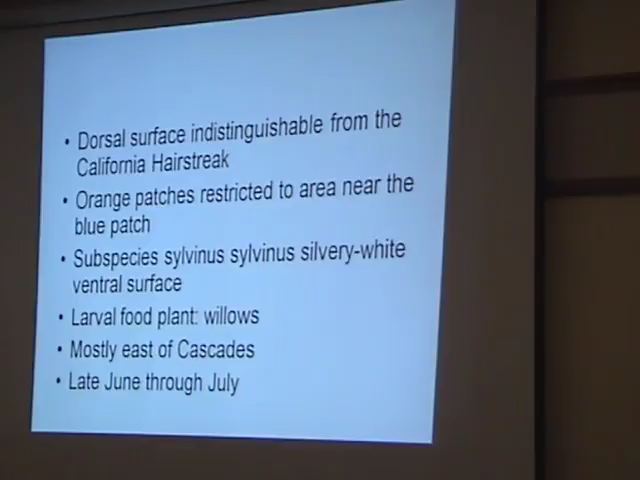 • Dorsal surface indistinguishable from the
California Hairstreak
• Orange patches restricted to area near the
blue patch
• Subspecies sylvinus sylvinus silvery-white
ventral surface
• Larval food plant: willows
• Mostly east of Cascades
• Late June through July